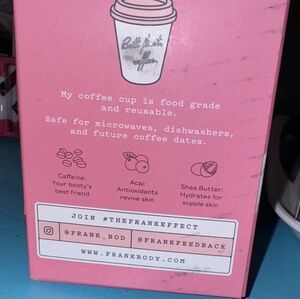 Butt first,
coffee.
My coffee cup is food grade
and reusable.
Safe for microwaves, dishwashers,
and future coffee dates.
Caffeine:
Your booty's
best friend
Acai:
Antioxidants
revive skin
Shea Butter:
Hydrates for
supple skin
JOIN #THEFRANKEFFECT
@FRANK_BOD @FRANKFEEDBACK
WWW.FRANKBODY.COM